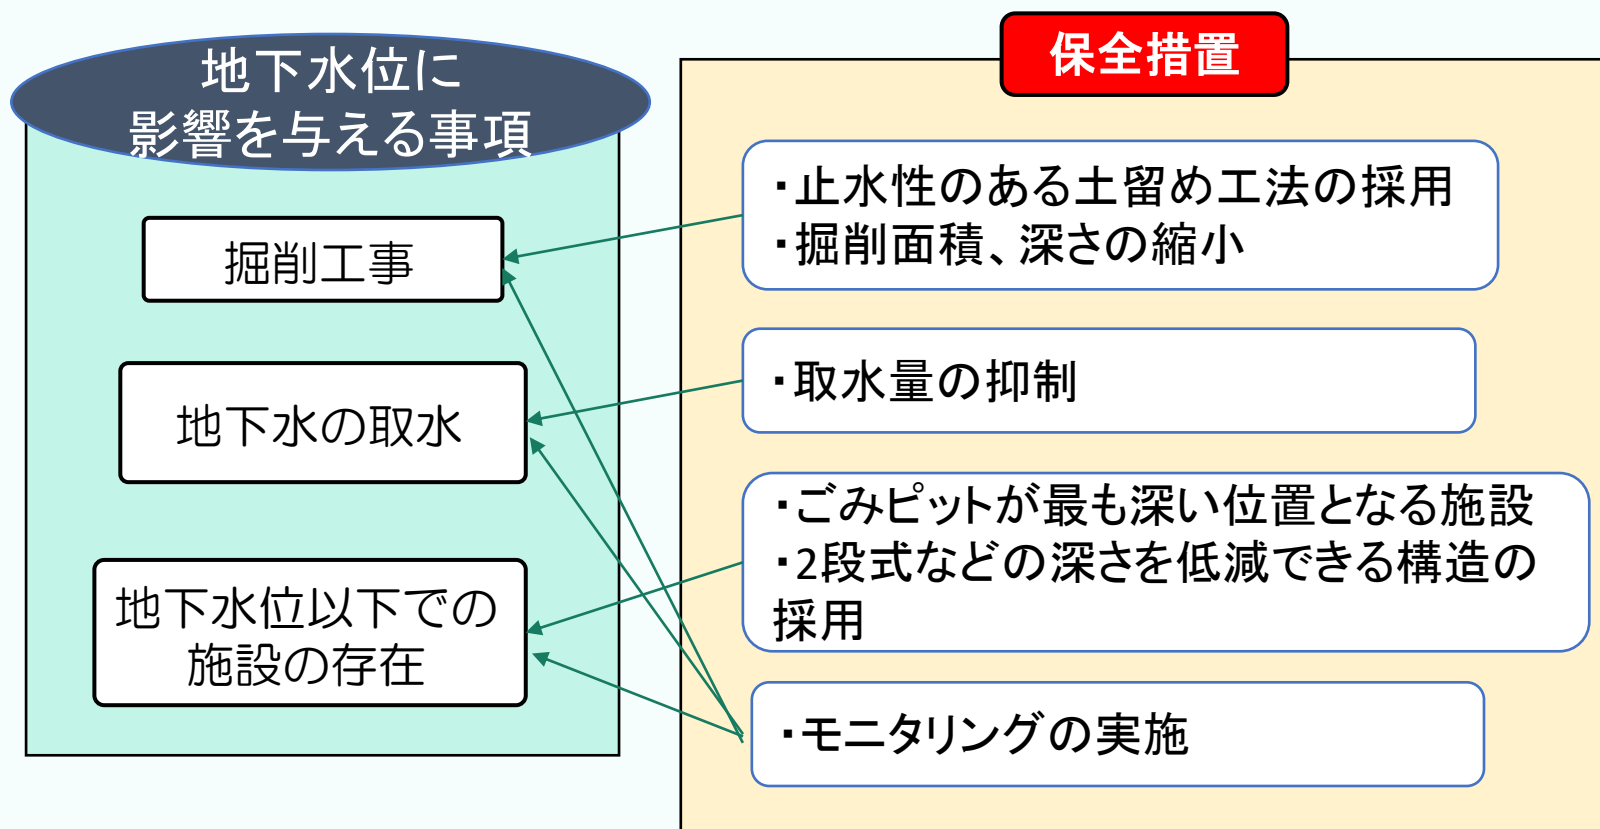 地下水位に
影響を与える事項
掘削工事
地下水の取水
地下水位以下での
施設の存在
保全措置
・止水性のある土留め工法の採用
・掘削面積、深さの縮小
・取水量の抑制
・ごみピットが最も深い位置となる施設
・2段式などの深さを低減できる構造の
採用
・モニタリングの実施